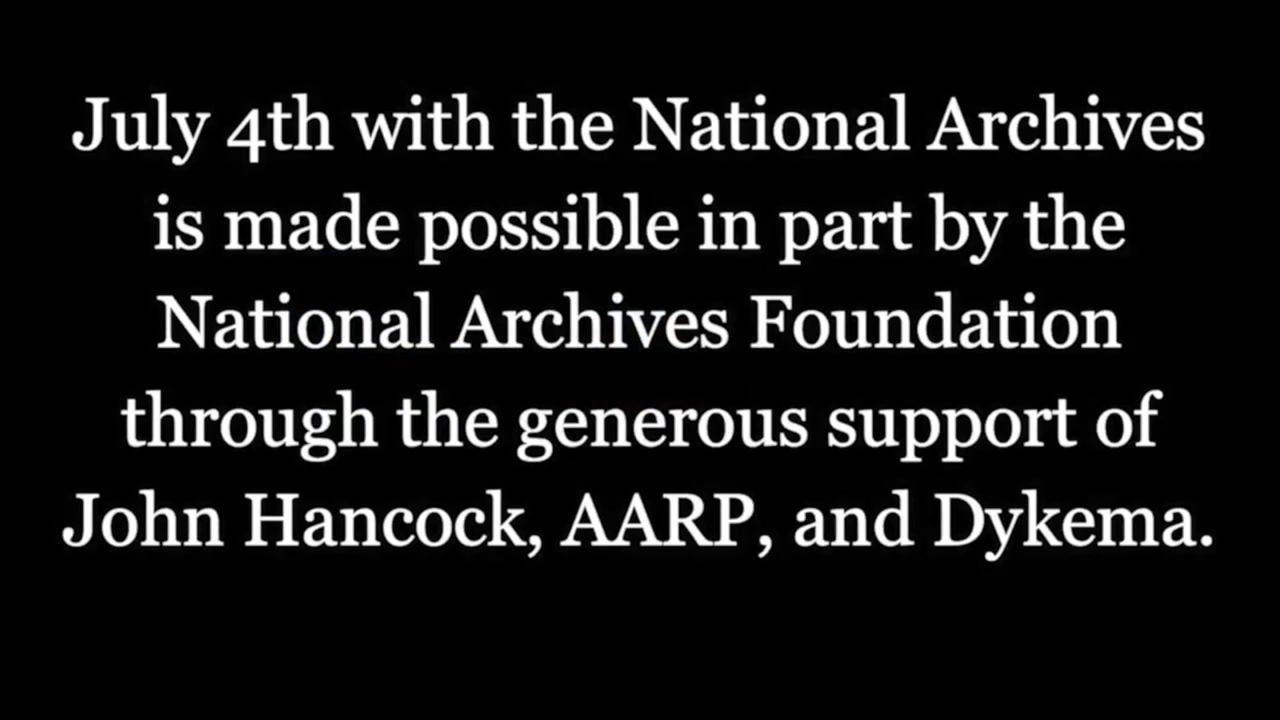 July 4th with the National Archives
is made possible in part by the
National Archives Foundation
through the generous support of
John Hancock, AARP, and Dykema.